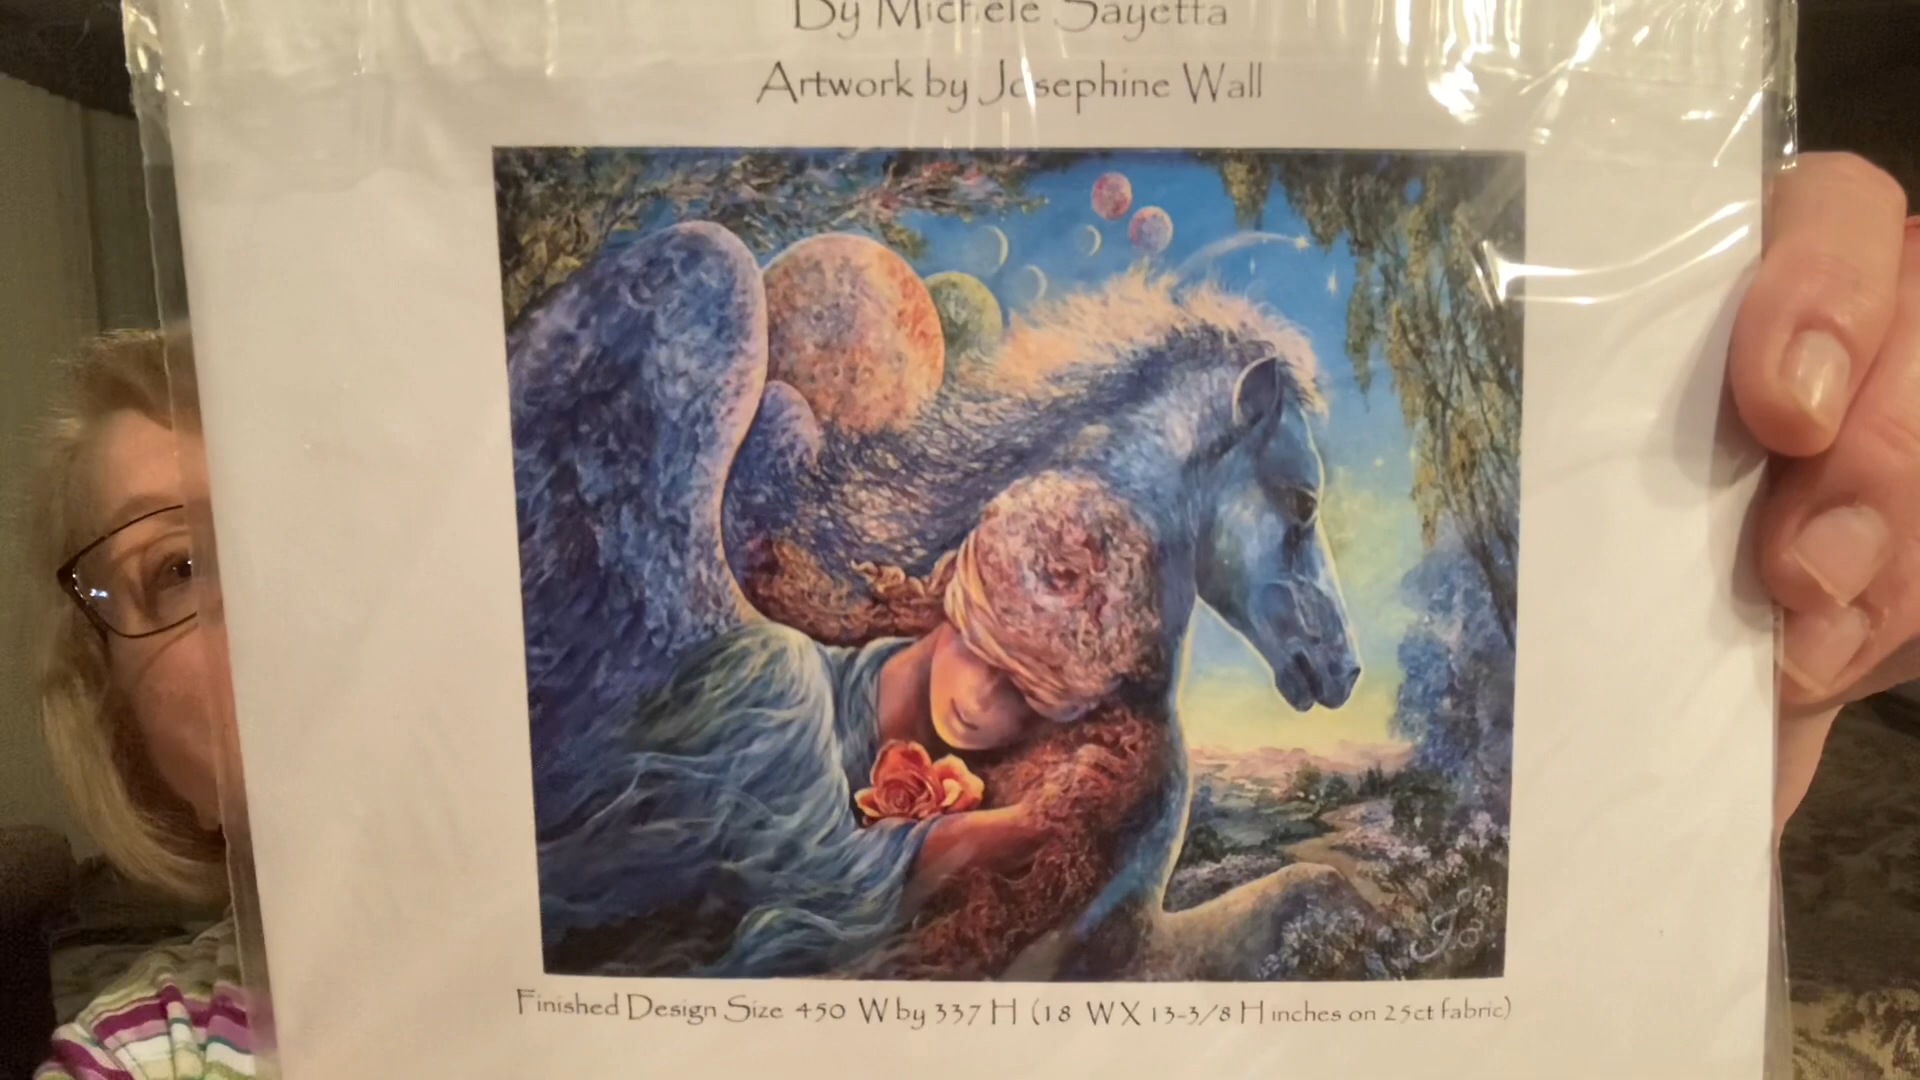 By Michele Sayetta
Artwork by Josephine Wall
Finished Design Size 450 W by 337 H (18 W X 13-3/8 H inches on 25ct fabric)